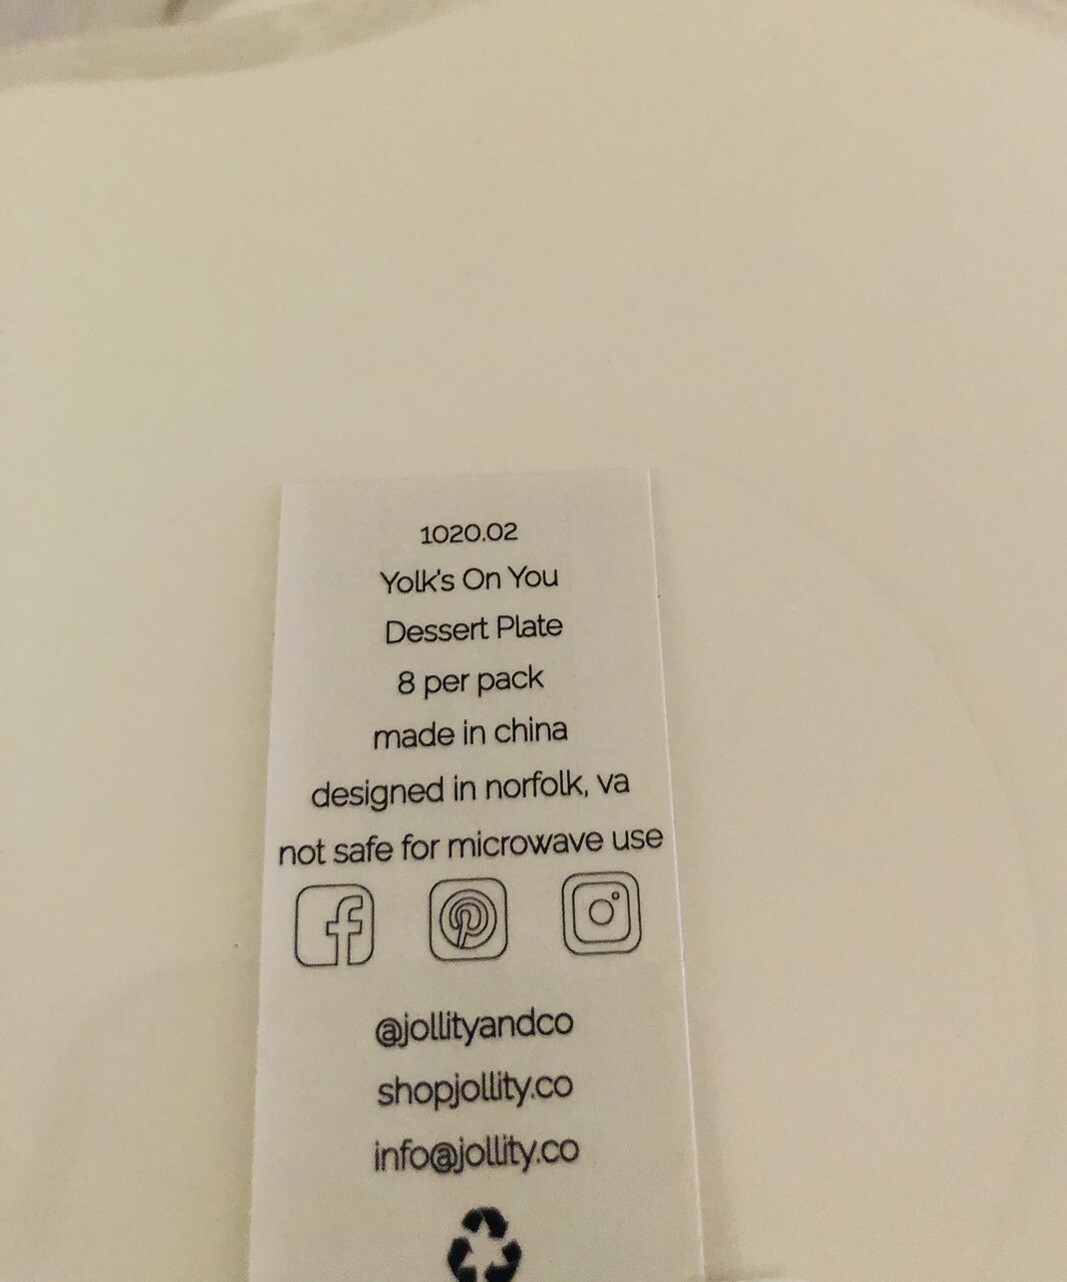 1020.02
Yolk's On You
Dessert Plate
8 per pack
made in china
designed in norfolk, va
not safe for microwave use
@jollityandco
shopjollity.co
info@jollity.co